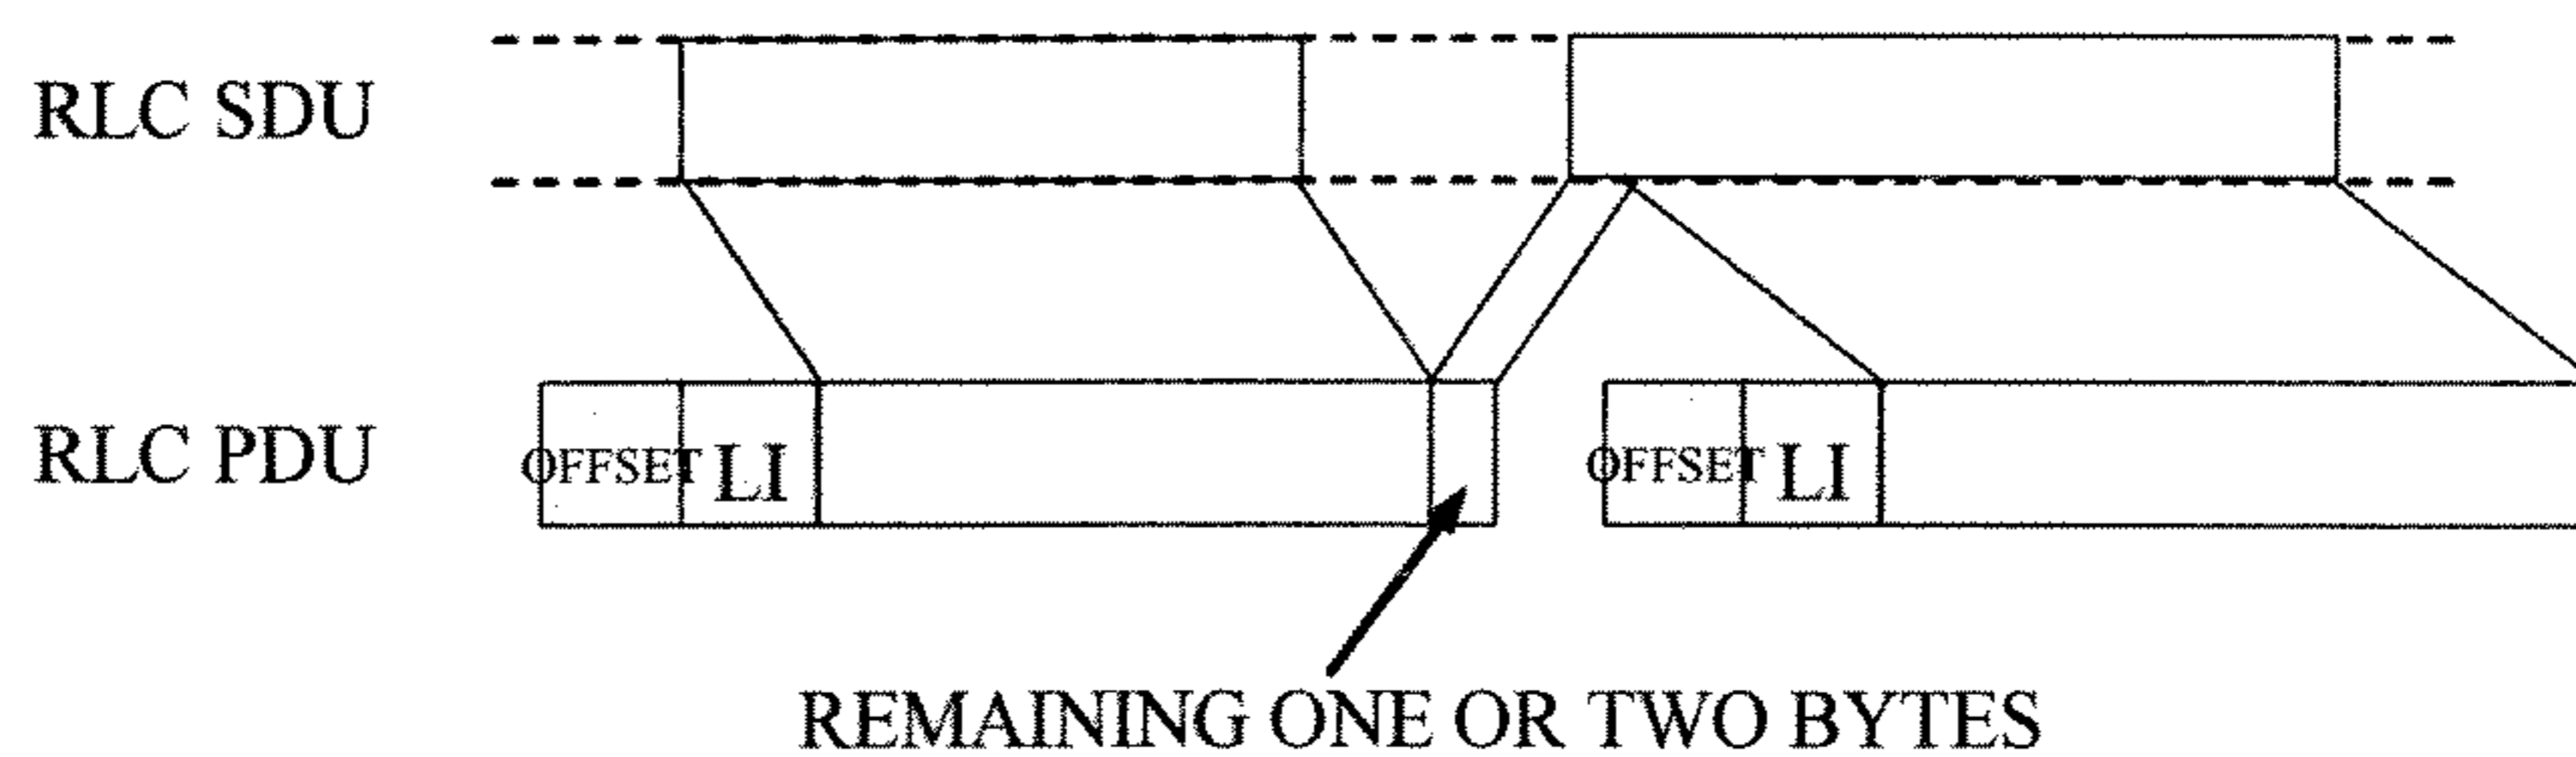 RLC SDU
RLC PDU
OFFSET LI
OFFSET LI
REMAINING ONE OR TWO BYTES